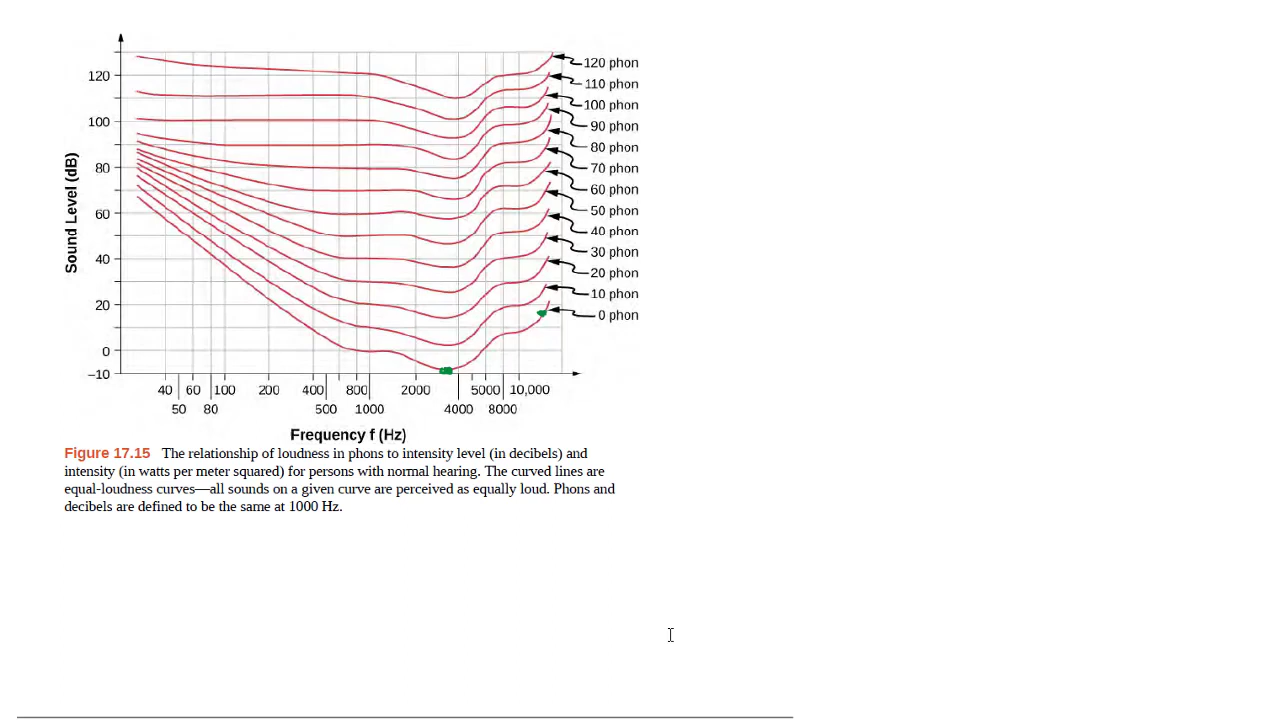 120 phon
110 phon
100 phon
90 phon
80 phon
70 phon
60 phon
50 phon
40 phon
30 phon
20 phon
10 phon
0 phon
Sound Level (dB)
120
100
80
60
40
20
0
–10
40 60 100 200 400 800 2000 5000 10,000
50 80 500 1000 4000 8000
Frequency f (Hz)
Figure 17.15 The relationship of loudness in phons to intensity level (in decibels) and
intensity (in watts per meter squared) for persons with normal hearing. The curved lines are
equal-loudness curves—all sounds on a given curve are perceived as equally loud. Phons and
decibels are defined to be the same at 1000 Hz.